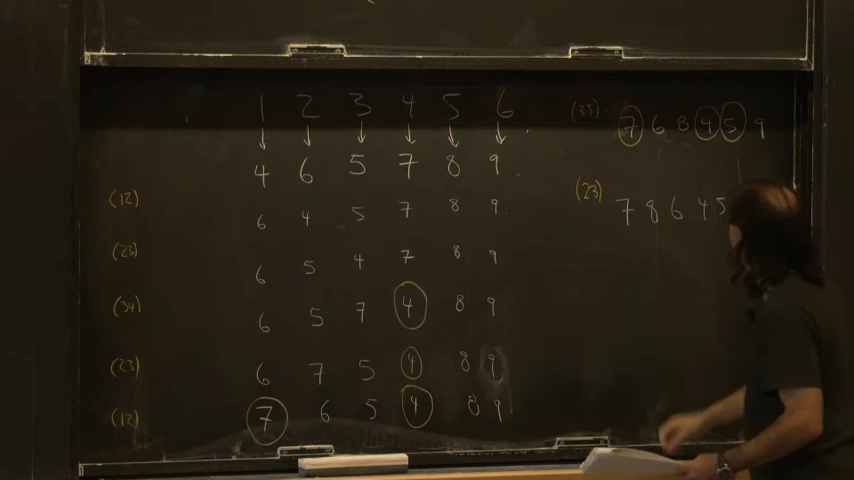 1 2 3 4 5 6
↓ ↓ ↓ ↓ ↓ ↓
4 6 5 7 8 9
(12) 6 4 5 7 8 9
(23) 6 5 4 7 8 9
(34) 6 5 7 4 8 9
(23) 6 7 5 4 8 9
(12) 7 6 5 4 8 9
7 6 8 4 5 9
(23) 7 8 6 4 5